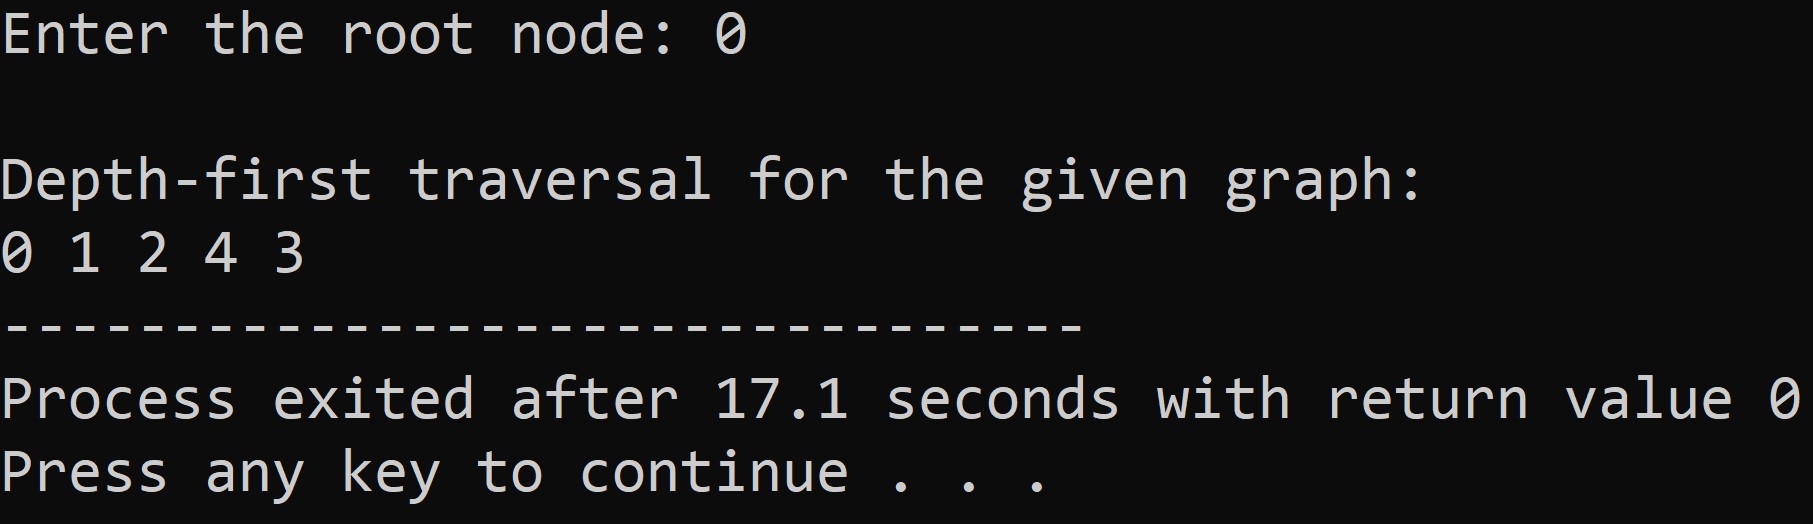 Enter the root node: 0
Depth-first traversal for the given graph:
0 1 2 4 3
--------------------------------
Process exited after 17.1 seconds with return value 0
Press any key to continue . . .